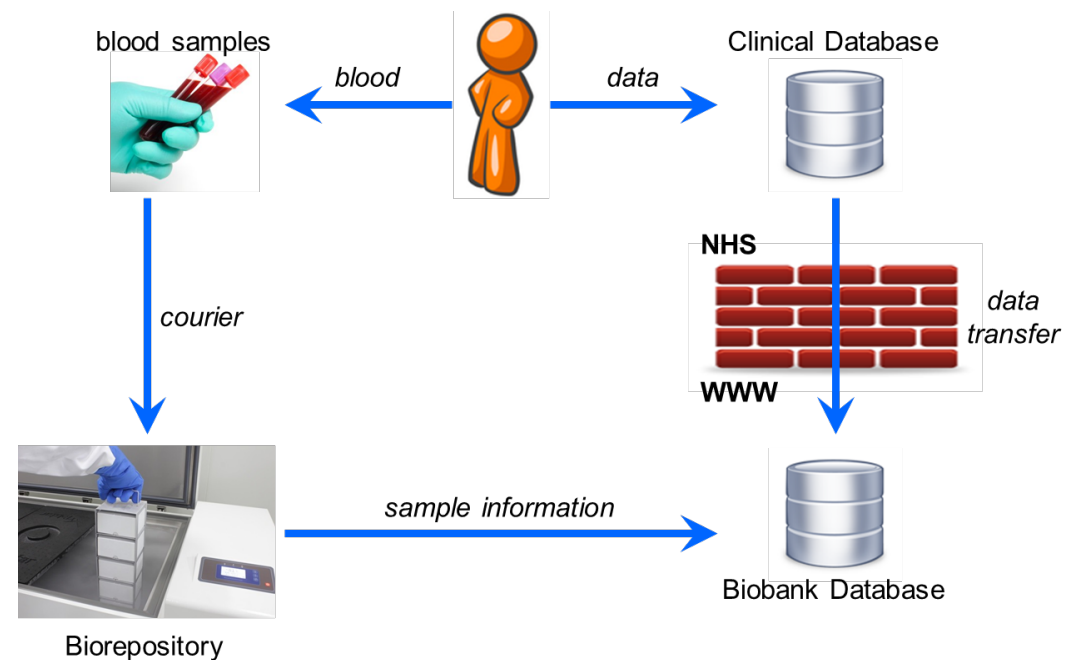 blood samples
blood
data
Clinical Database
NHS
courier
data
transfer
WWW
sample information
Biobank Database
Biorepository